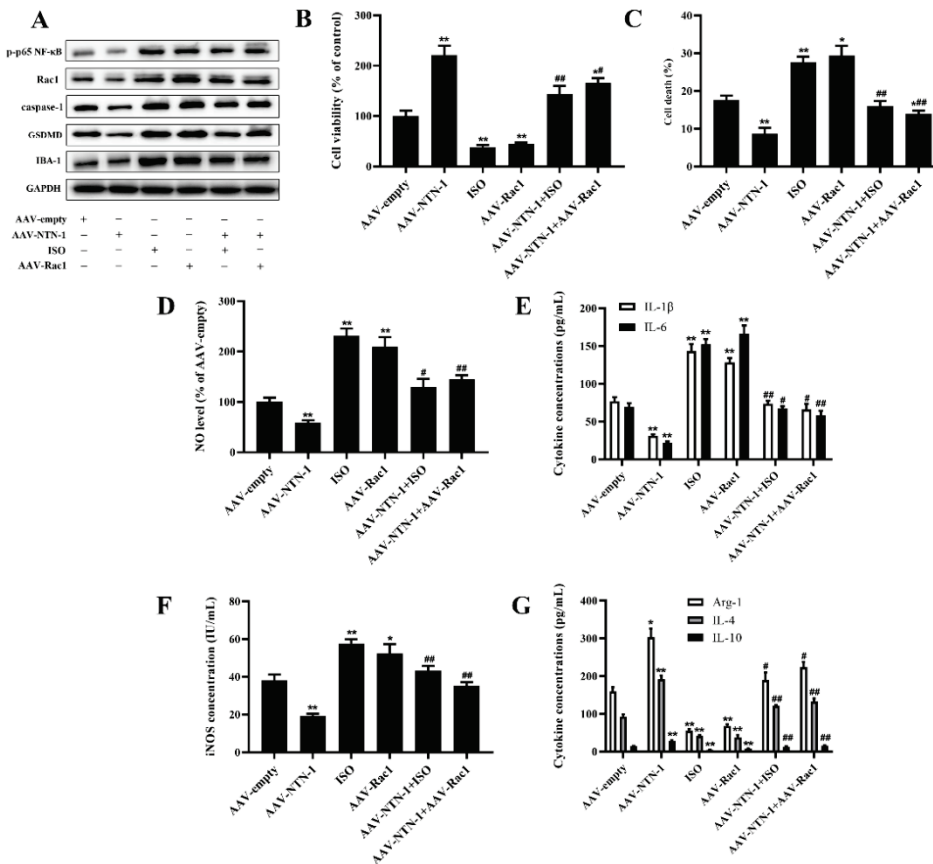 A
p-p65 NF-κB
Rac1
caspase-1
GSDMD
IBA-1
GAPDH
AAV-empty + – – – – –
AAV-NTN-1 – + – – + +
ISO – – + – + –
AAV-Rac1 – – – + – +
B
Cell viability (% of control)
300
200
100
0
** ** ** ## *#
AAV-empty
AAV-NTN-1
ISO
AAV-Rac1
AAV-NTN-1+ISO
AAV-NTN-1+AAV-Rac1
C
Cell death (%)
40
30
20
10
0
** ** * ## *##
AAV-empty
AAV-NTN-1
ISO
AAV-Rac1
AAV-NTN-1+ISO
AAV-NTN-1+AAV-Rac1
D
NO level (% of AAV-empty)
300
200
100
0
** ** ** # ##
AAV-empty
AAV-NTN-1
ISO
AAV-Rac1
AAV-NTN-1+ISO
AAV-NTN-1+AAV-Rac1
E
Cytokine concentrations (pg/mL)
200
150
100
50
0
IL-1β
IL-6
** ** ** ** ** ** ## # # ##
AAV-empty
AAV-NTN-1
ISO
AAV-Rac1
AAV-NTN-1+ISO
AAV-NTN-1+AAV-Rac1
F
iNOS concentration (IU/mL)
60
40
20
0
** ** * ## ##
AAV-empty
AAV-NTN-1
ISO
AAV-Rac1
AAV-NTN-1+ISO
AAV-NTN-1+AAV-Rac1
G
Cytokine concentrations (pg/mL)
400
300
200
100
0
Arg-1
IL-4
IL-10
* ** ** ** ** ** ** ** ** # ## ## # ## ##
AAV-empty
AAV-NTN-1
ISO
AAV-Rac1
AAV-NTN-1+ISO
AAV-NTN-1+AAV-Rac1